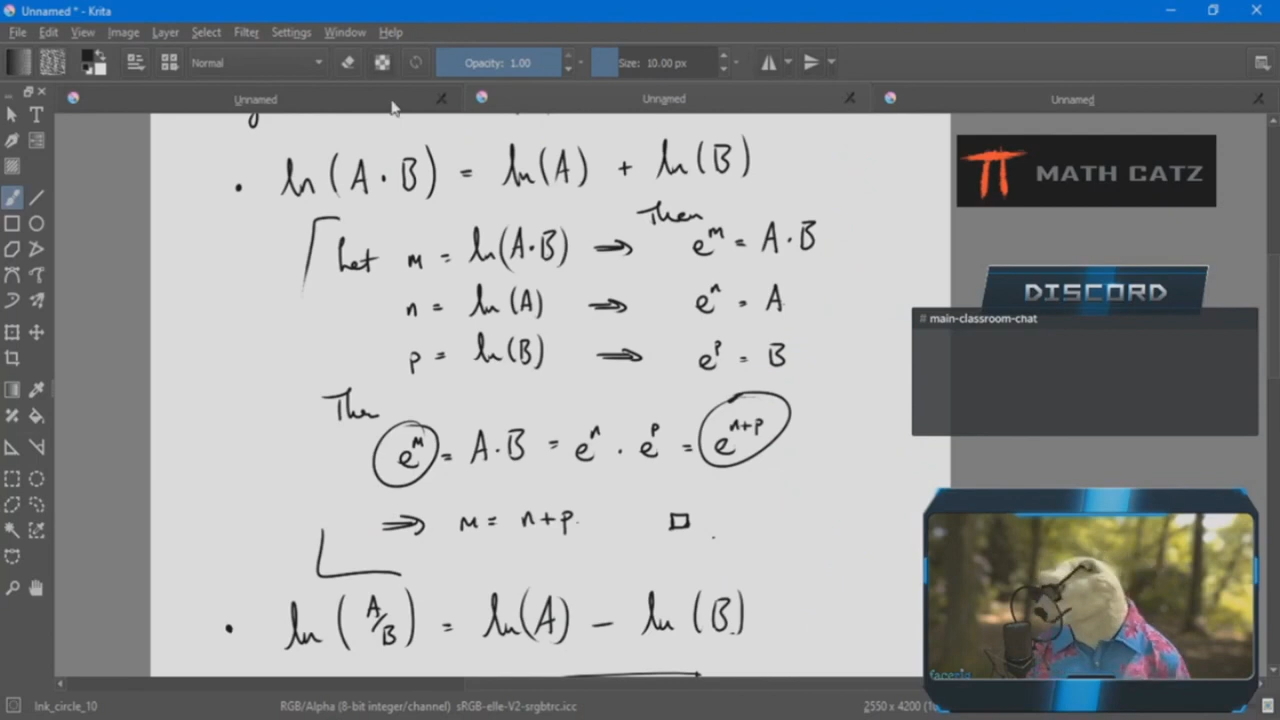 Unnamed * - Krita
File Edit View Image Layer Select Filter Settings Window Help
Normal Opacity: 1.00 Size: 10.00 px
Unnamed Unnamed Unnamed
• ln(A·B) = ln(A) + ln(B)
Let m = ln(A·B) ⇒ Then e^m = A·B
n = ln(A) ⇒ e^n = A
p = ln(B) ⇒ e^p = B
Then
e^m = A·B = e^n · e^p = e^{n+p}
⇒ m = n+p. □
• ln(A/B) = ln(A) − ln(B)
π MATH CATZ
DISCORD
# main-classroom-chat
facerig
Ink_circle_10 RGB/Alpha (8-bit integer/channel) sRGB-elle-V2-srgbtrc.icc